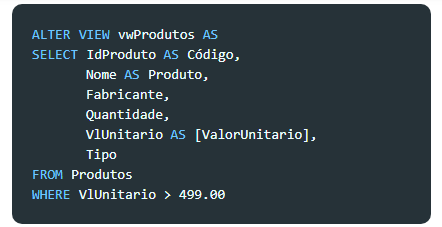 ALTER VIEW vwProdutos AS
SELECT IdProduto AS Código,
       Nome AS Produto,
       Fabricante,
       Quantidade,
       VlUnitario AS [ValorUnitario],
       Tipo
FROM Produtos
WHERE VlUnitario > 499.00